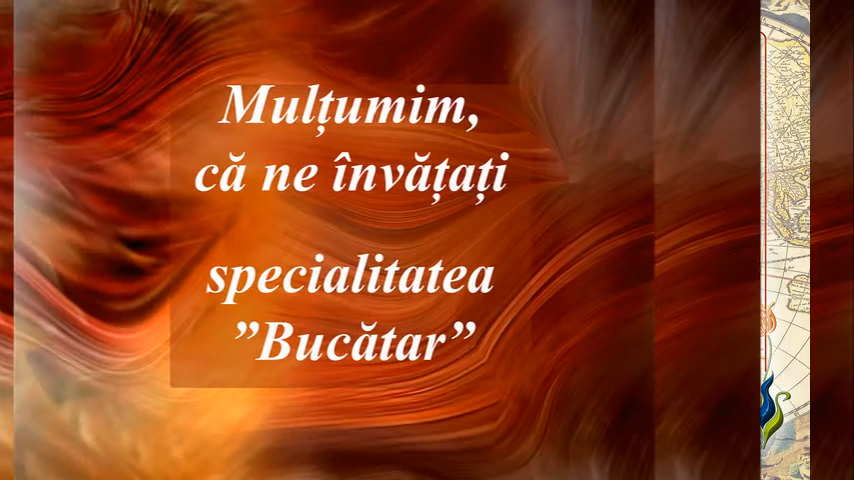 Mulțumim,
că ne învățați
specialitatea
”Bucătar”